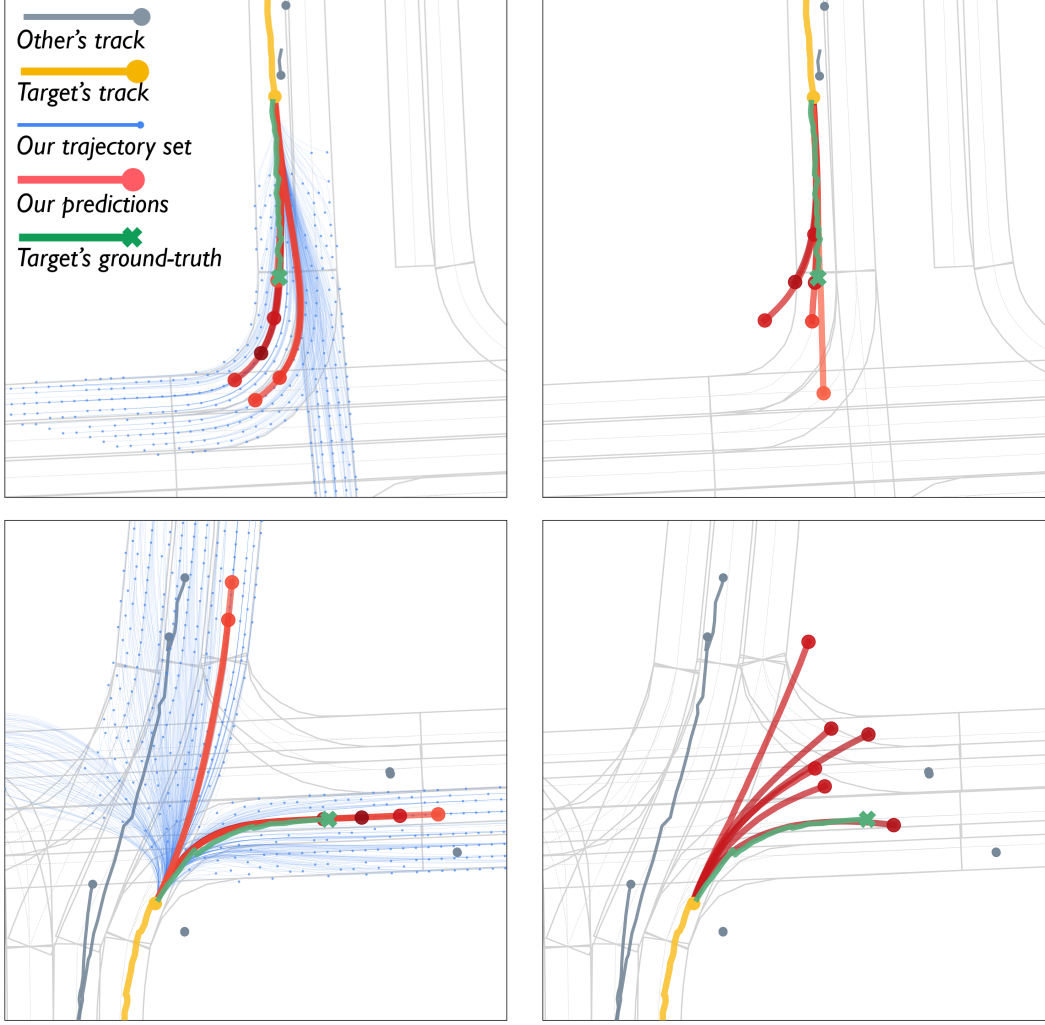 Other's track
Target's track
Our trajectory set
Our predictions
Target's ground-truth